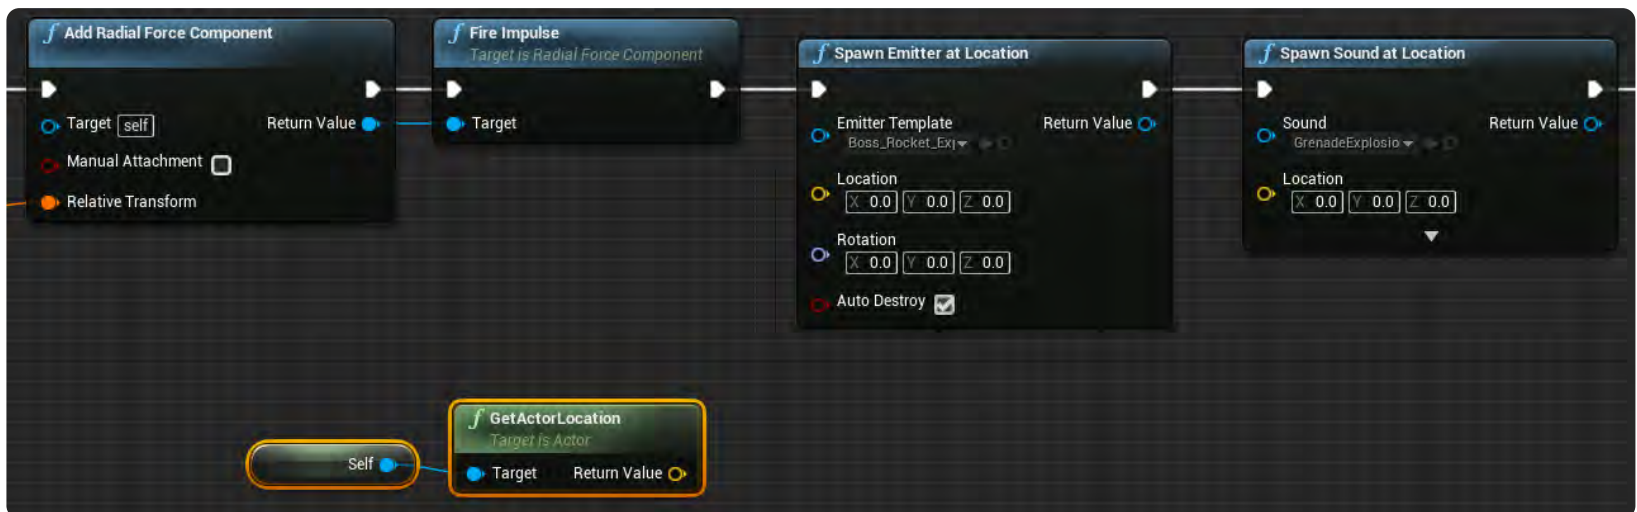 f Add Radial Force Component
Target self
Return Value
Manual Attachment
Relative Transform
f Fire Impulse
Target is Radial Force Component
Target
f Spawn Emitter at Location
Emitter Template
Return Value
Boss_Rocket_Exp
Location
X 0.0 Y 0.0 Z 0.0
Rotation
X 0.0 Y 0.0 Z 0.0
Auto Destroy
f Spawn Sound at Location
Sound
Return Value
GrenadeExplosio
Location
X 0.0 Y 0.0 Z 0.0
Self
f GetActorLocation
Target is Actor
Target Return Value